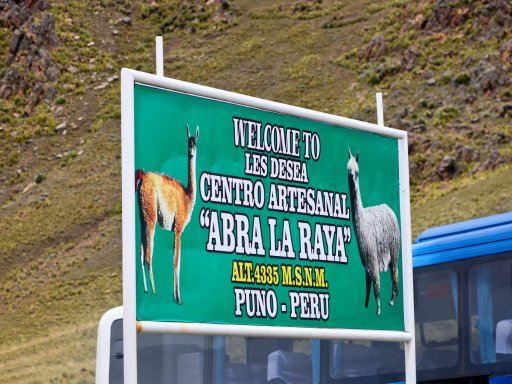 WELCOME TO
LES DESEA
CENTRO ARTESANAL
"ABRA LA RAYA"
ALT.4335 M.S.N.M.
PUNO - PERU